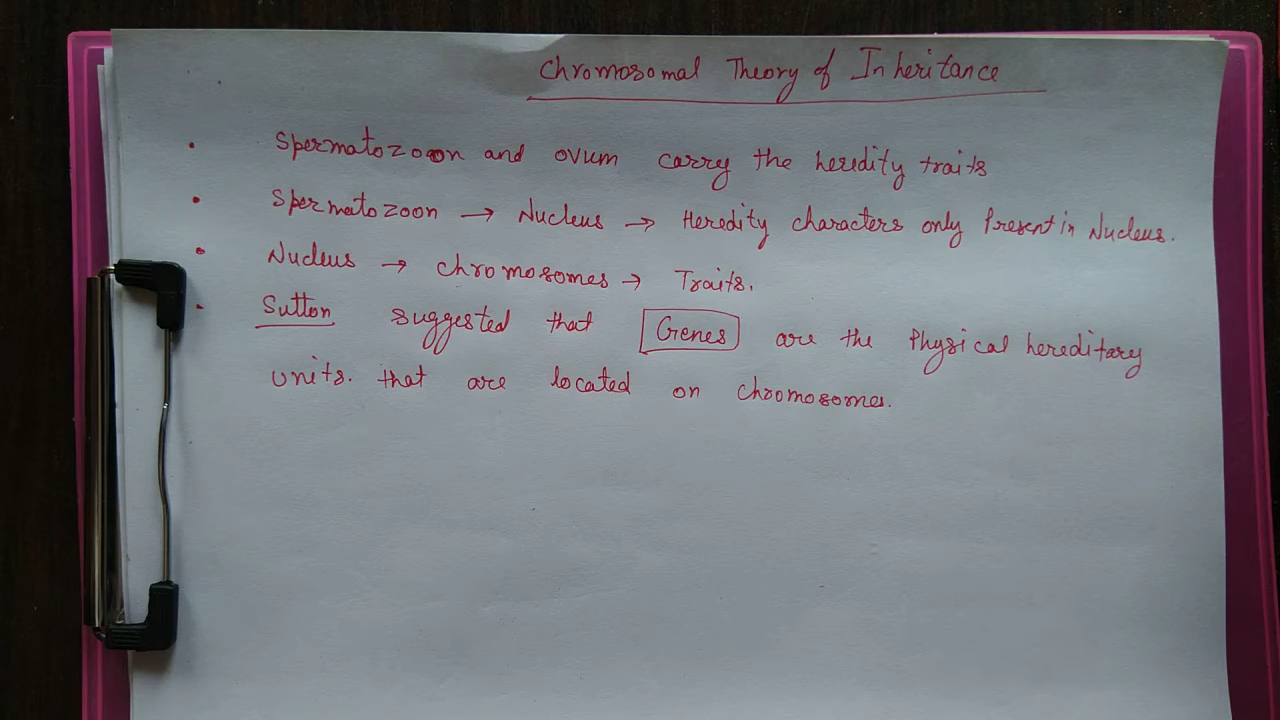 Chromosomal Theory of Inheritance
• Spermatozoon and ovum carry the heredity traits
• Spermatozoon → Nucleus → Heredity characters only Present in Nucleus.
• Nucleus → chromosomes → Traits.
• Sutton suggested that Genes are the Physical hereditary
units. that are located on chromosomes.